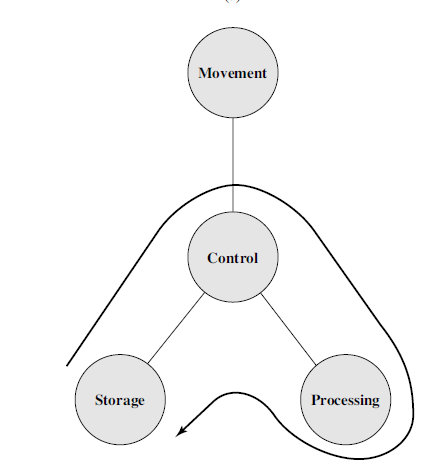 Movement
Control
Storage
Processing